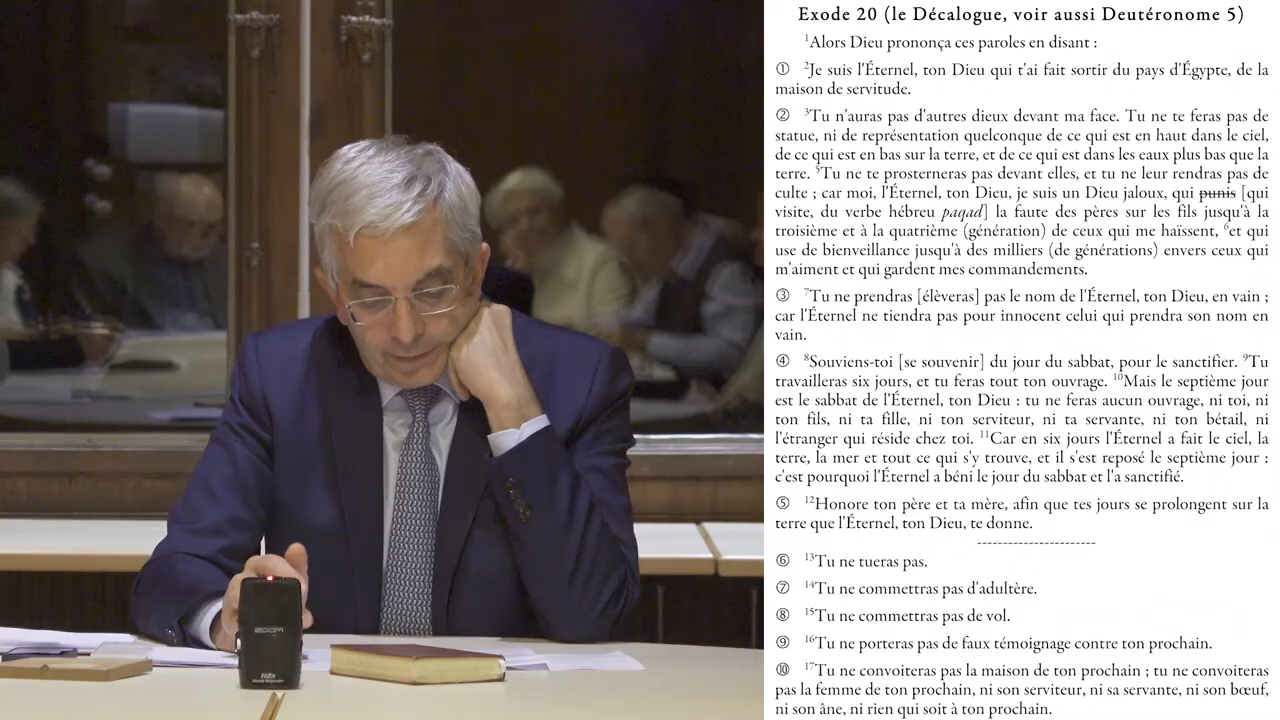 Exode 20 (le Décalogue, voir aussi Deutéronome 5)
¹Alors Dieu prononça ces paroles en disant :
① ²Je suis l'Éternel, ton Dieu qui t'ai fait sortir du pays d'Égypte, de la
maison de servitude.
② ³Tu n'auras pas d'autres dieux devant ma face. Tu ne te feras pas de
statue, ni de représentation quelconque de ce qui est en haut dans le ciel,
de ce qui est en bas sur la terre, et de ce qui est dans les eaux plus bas que la
terre. ⁵Tu ne te prosterneras pas devant elles, et tu ne leur rendras pas de
culte ; car moi, l'Éternel, ton Dieu, je suis un Dieu jaloux, qui punis [qui
visite, du verbe hébreu paqad] la faute des pères sur les fils jusqu'à la
troisième et à la quatrième (génération) de ceux qui me haïssent, ⁶et qui
use de bienveillance jusqu'à des milliers (de générations) envers ceux qui
m'aiment et qui gardent mes commandements.
③ ⁷Tu ne prendras [élèveras] pas le nom de l'Éternel, ton Dieu, en vain ;
car l'Éternel ne tiendra pas pour innocent celui qui prendra son nom en
vain.
④ ⁸Souviens-toi [se souvenir] du jour du sabbat, pour le sanctifier. ⁹Tu
travailleras six jours, et tu feras tout ton ouvrage. ¹⁰Mais le septième jour
est le sabbat de l'Éternel, ton Dieu : tu ne feras aucun ouvrage, ni toi, ni
ton fils, ni ta fille, ni ton serviteur, ni ta servante, ni ton bétail, ni
l'étranger qui réside chez toi. ¹¹Car en six jours l'Éternel a fait le ciel, la
terre, la mer et tout ce qui s'y trouve, et il s'est reposé le septième jour :
c'est pourquoi l'Éternel a béni le jour du sabbat et l'a sanctifié.
⑤ ¹²Honore ton père et ta mère, afin que tes jours se prolongent sur la
terre que l'Éternel, ton Dieu, te donne.
-----------------------
⑥ ¹³Tu ne tueras pas.
⑦ ¹⁴Tu ne commettras pas d'adultère.
⑧ ¹⁵Tu ne commettras pas de vol.
⑨ ¹⁶Tu ne porteras pas de faux témoignage contre ton prochain.
⑩ ¹⁷Tu ne convoiteras pas la maison de ton prochain ; tu ne convoiteras
pas la femme de ton prochain, ni son serviteur, ni sa servante, ni son bœuf,
ni son âne, ni rien qui soit à ton prochain.
zoom
H2n
Handy Recorder